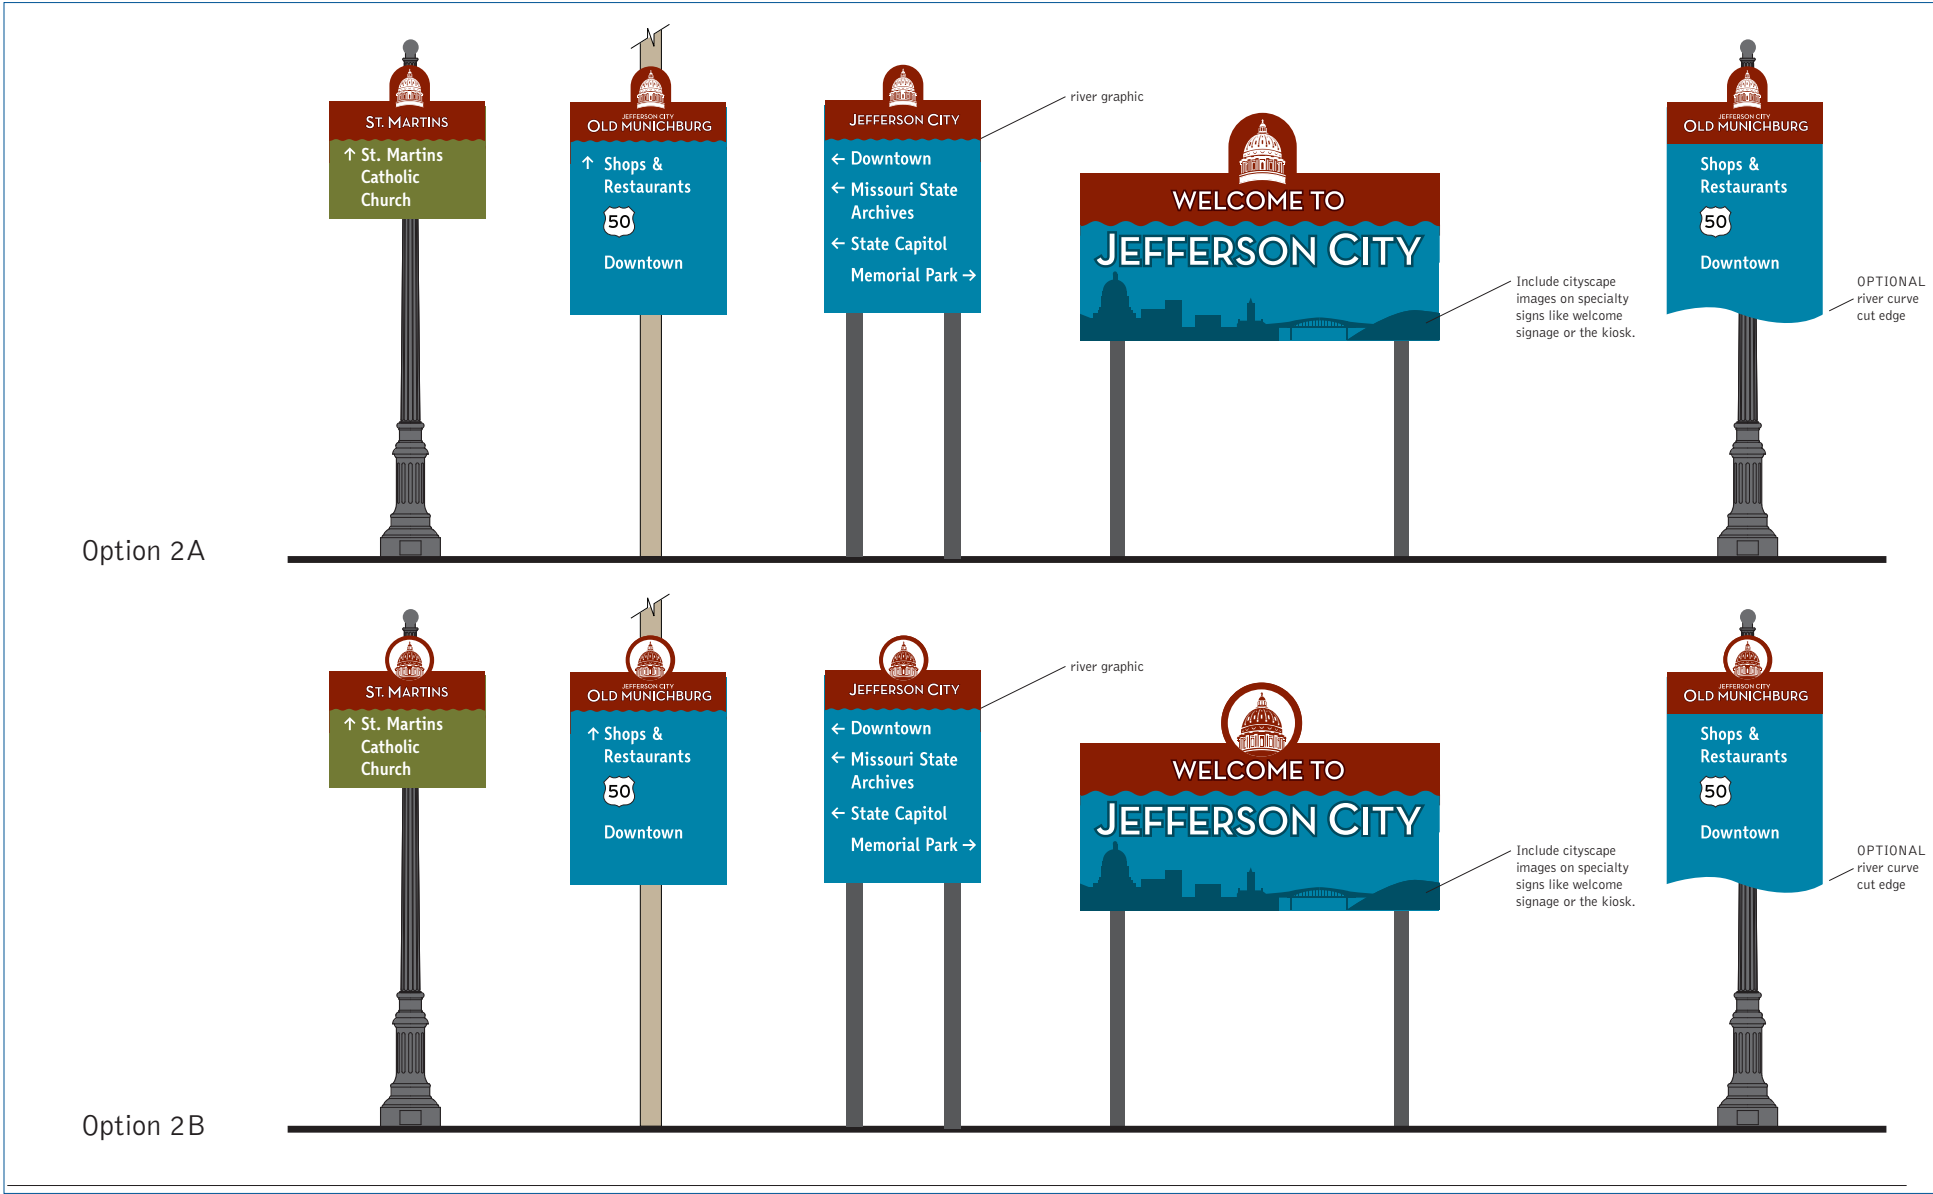 ST. MARTINS
↑ St. Martins
Catholic
Church
JEFFERSON CITY
OLD MUNICHBURG
↑ Shops &
Restaurants
50
Downtown
JEFFERSON CITY
← Downtown
← Missouri State
Archives
← State Capitol
Memorial Park →
river graphic
WELCOME TO
JEFFERSON CITY
Include cityscape
images on specialty
signs like welcome
signage or the kiosk.
JEFFERSON CITY
OLD MUNICHBURG
Shops &
Restaurants
50
Downtown
OPTIONAL
river curve
cut edge
Option 2A
ST. MARTINS
↑ St. Martins
Catholic
Church
JEFFERSON CITY
OLD MUNICHBURG
↑ Shops &
Restaurants
50
Downtown
JEFFERSON CITY
← Downtown
← Missouri State
Archives
← State Capitol
Memorial Park →
river graphic
WELCOME TO
JEFFERSON CITY
Include cityscape
images on specialty
signs like welcome
signage or the kiosk.
JEFFERSON CITY
OLD MUNICHBURG
Shops &
Restaurants
50
Downtown
OPTIONAL
river curve
cut edge
Option 2B